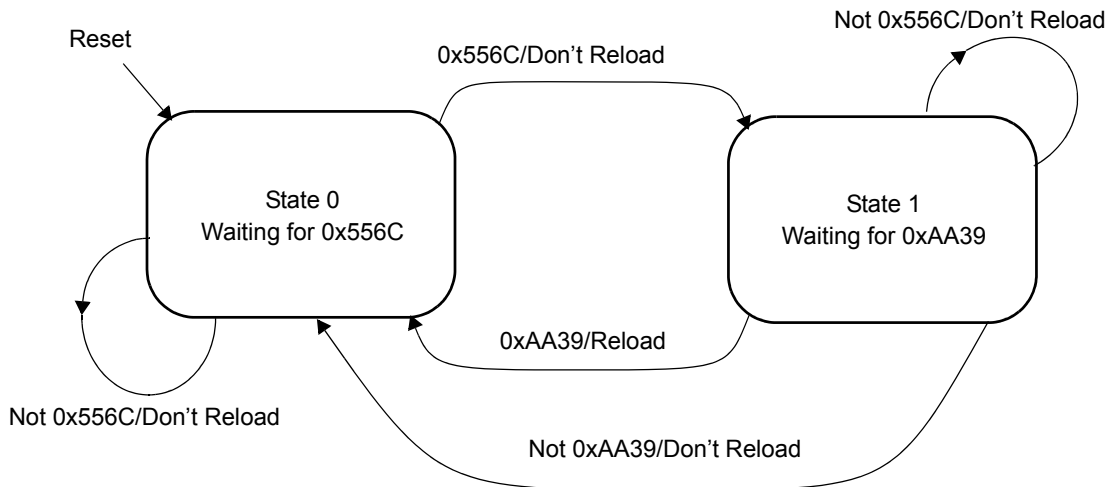 Not 0x556C/Don’t Reload
Reset
0x556C/Don’t Reload
State 0
Waiting for 0x556C
State 1
Waiting for 0xAA39
0xAA39/Reload
Not 0x556C/Don’t Reload
Not 0xAA39/Don’t Reload